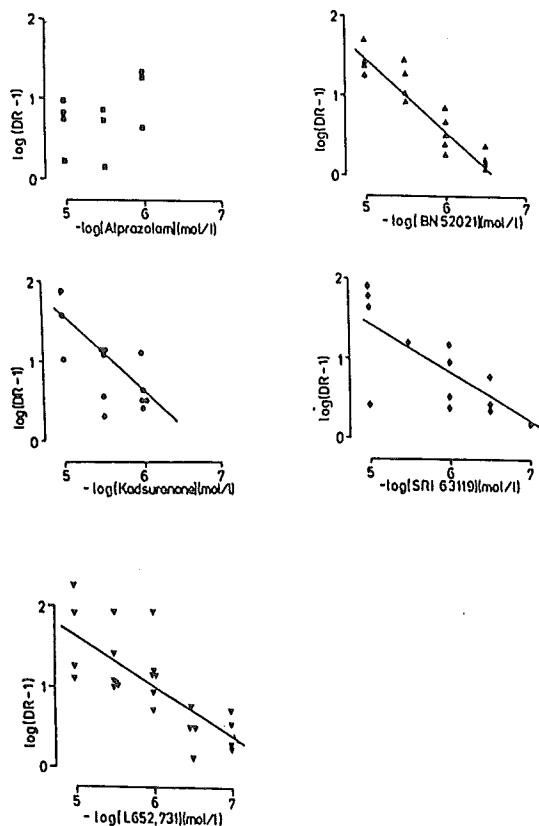 2
1
0
log(DR-1)
5 6 7
-log[Alprazolam](mol/l)
2
1
0
log(DR-1)
5 6 7
-log[BN 52021](mol/l)
2
1
0
log(DR-1)
5 6 7
-log[Kadsuranone](mol/l)
2
1
0
log(DR-1)
5 6 7
-log[SRI 63119](mol/l)
2
1
0
log(DR-1)
5 6 7
-log[L652,731](mol/l)